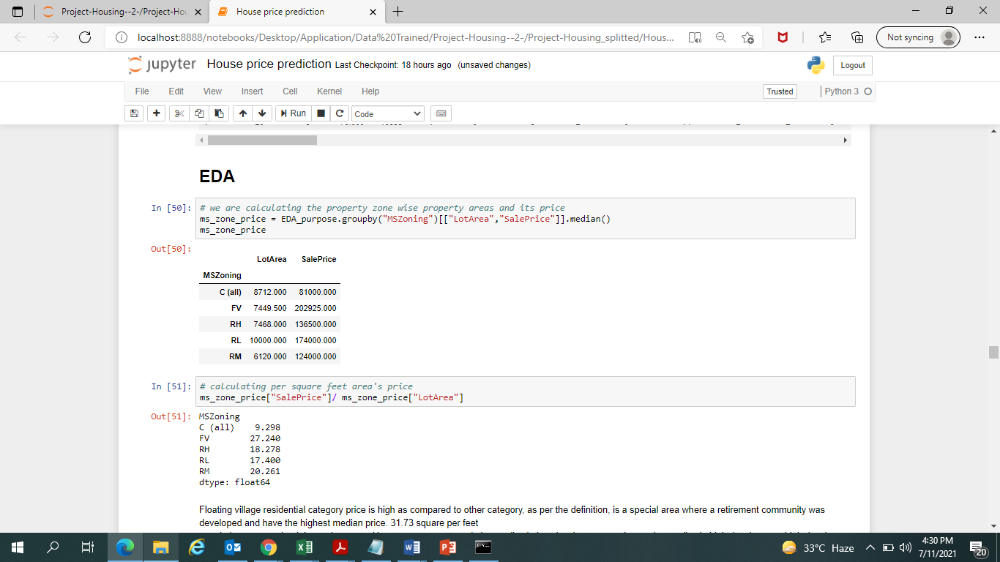 Project-Housing--2-/Project-Hou
House price prediction
localhost:8888/notebooks/Desktop/Application/Data%20Trained/Project-Housing--2-/Project-Housing_splitted/Hous...
Not syncing
jupyter House price prediction Last Checkpoint: 18 hours ago (unsaved changes)
Logout
File Edit View Insert Cell Kernel Help
Trusted
Python 3
Run
Code
EDA
In [50]: # we are calculating the property zone wise property areas and its price
ms_zone_price = EDA_purpose.groupby("MSZoning")[["LotArea","SalePrice"]].median()
ms_zone_price
Out[50]:
LotArea SalePrice
MSZoning
C (all) 8712.000 81000.000
FV 7449.500 202925.000
RH 7468.000 136500.000
RL 10000.000 174000.000
RM 6120.000 124000.000
In [51]: # calculating per square feet area's price
ms_zone_price["SalePrice"]/ ms_zone_price["LotArea"]
Out[51]: MSZoning
C (all) 9.298
FV 27.240
RH 18.278
RL 17.400
RM 20.261
dtype: float64
Floating village residential category price is high as compared to other category, as per the definition, is a special area where a retirement community was
developed and have the highest median price. 31.73 square per feet
33°C Haze
4:30 PM
7/11/2021
20